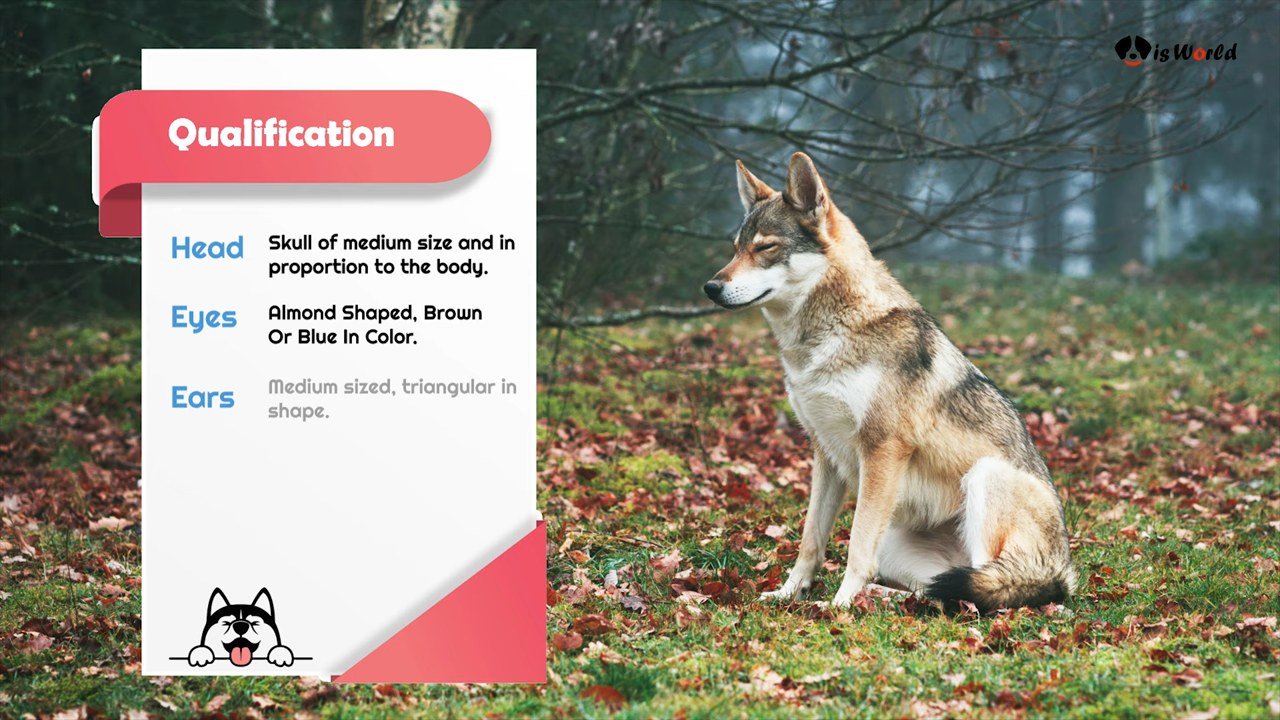 Qualification
Head
Skull of medium size and in
proportion to the body.
Eyes
Almond Shaped, Brown
Or Blue In Color.
Ears
Medium sized, triangular in
shape.
isWorld